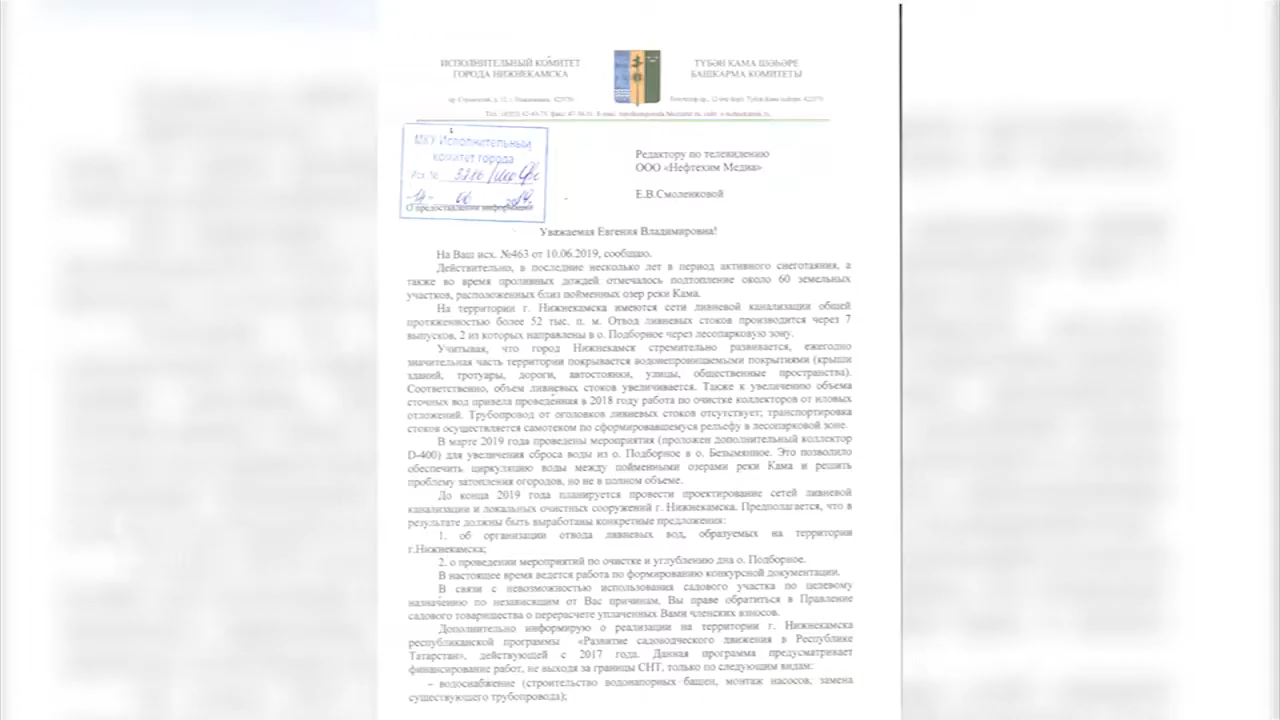 ИСПОЛНИТЕЛЬНЫЙ КОМИТЕТ
ГОРОДА НИЖНЕКАМСКА
ТҮБӘН КАМА ШӘҺӘРЕ
БАШКАРМА КОМИТЕТЫ
МКУ Исполнительный
комитет города
Исх №
О предоставлении информации
Редактору по телевидению
ООО «Нефтехим Медиа»
Е.В.Смоленковой
Уважаемая Евгения Владимировна!
На Ваш исх. №463 от 10.06.2019, сообщаю.
Действительно, в последние несколько лет в период активного снеготаяния, а
также во время проливных дождей отмечалось подтопление около 60 земельных
участков, расположенных близ пойменных озер реки Кама.
На территории г. Нижнекамска имеются сети ливневой канализации общей
протяженностью более 52 тыс. п. м. Отвод ливневых стоков производится через 7
выпусков, 2 из которых направлены в о. Подборное через лесопарковую зону.
Учитывая, что город Нижнекамск стремительно развивается, ежегодно
значительная часть территории покрывается водонепроницаемыми покрытиями (крыши
зданий, тротуары, дороги, автостоянки, улицы, общественные пространства).
Соответственно, объем ливневых стоков увеличивается. Также к увеличению объема
сточных вод привела проведенная в 2018 году работа по очистке коллекторов от иловых
отложений. Трубопровод от оголовков ливневых стоков отсутствует; транспортировка
стоков осуществляется самотеком по сформировавшемуся рельефу в лесопарковой зоне.
В марте 2019 года проведены мероприятия (проложен дополнительный коллектор
D-400) для увеличения сброса воды из о. Подборное в о. Безымянное. Это позволило
обеспечить циркуляцию воды между пойменными озерами реки Кама и решить
проблему затопления огородов, но не в полном объеме.
До конца 2019 года планируется провести проектирование сетей ливневой
канализации и локальных очистных сооружений г. Нижнекамска. Предполагается, что в
результате должны быть выработаны конкретные предложения:
1. об организации отвода ливневых вод, образуемых на территории
г.Нижнекамска;
2. о проведении мероприятий по очистке и углублению дна о. Подборное.
В настоящее время ведется работа по формированию конкурсной документации.
В связи с невозможностью использования садового участка по целевому
назначению по независящим от Вас причинам, Вы праве обратиться в Правление
садового товарищества о перерасчете уплаченных Вами членских взносов.
Дополнительно информирую о реализации на территории г. Нижнекамска
республиканской программы «Развитие садоводческого движения в Республике
Татарстан», действующей с 2017 года. Данная программа предусматривает
финансирование работ, не выходя за границы СНТ, только по следующим видам:
– водоснабжение (строительство водонапорных башен, монтаж насосов, замена
существующего трубопровода);